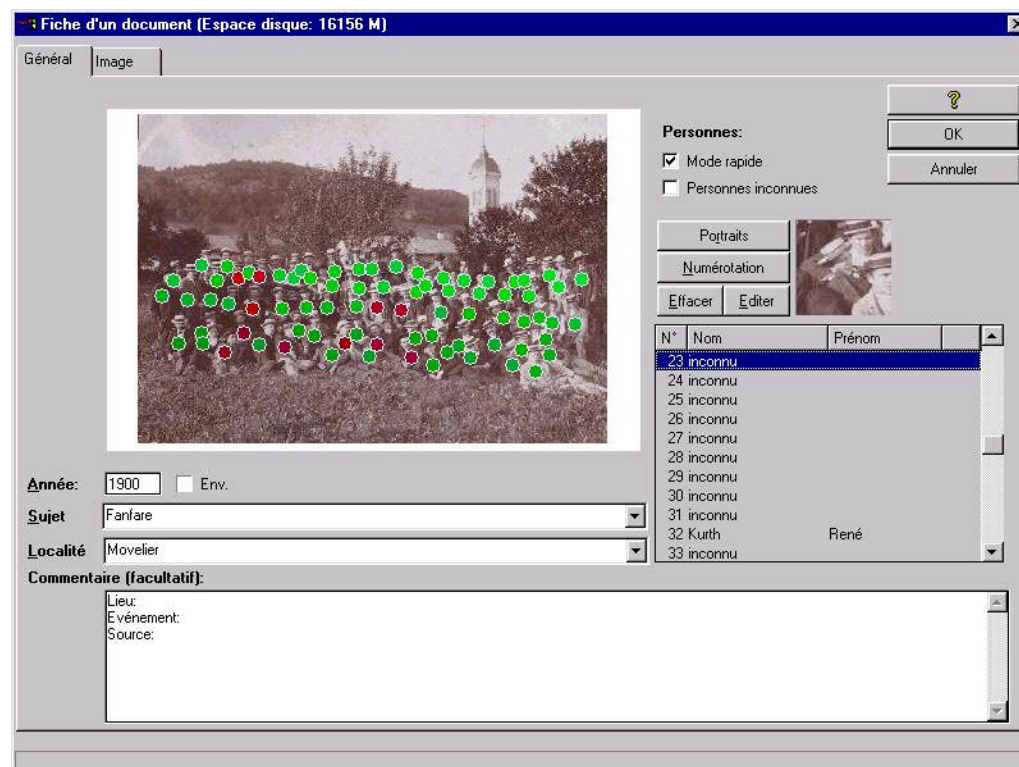 Fiche d'un document (Espace disque: 16156 M)
Général
Image
?
OK
Annuler
Personnes:
Mode rapide
Personnes inconnues
Portraits
Numérotation
Effacer Editer
N° Nom Prénom
23 inconnu
24 inconnu
25 inconnu
26 inconnu
27 inconnu
28 inconnu
29 inconnu
30 inconnu
31 inconnu
32 Kurth René
33 inconnu
Année: 1900 Env.
Sujet Fanfare
Localité Movelier
Commentaire (facultatif):
Lieu:
Evénement:
Source: